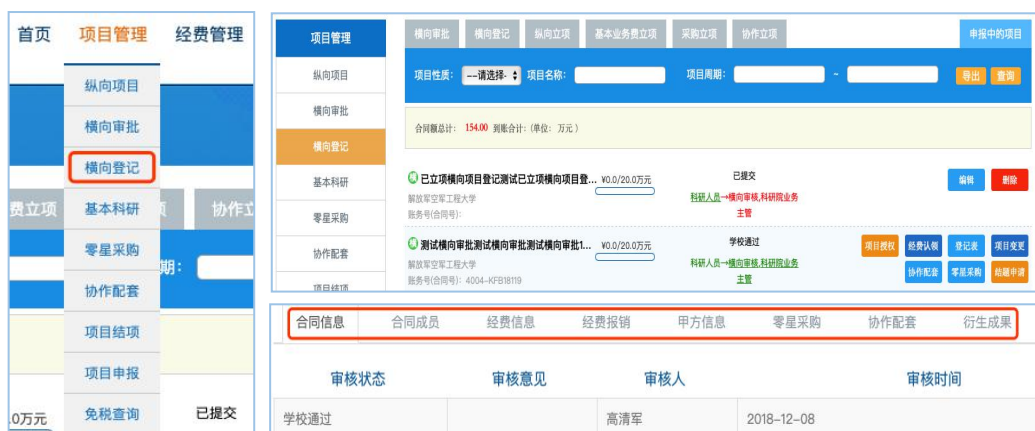 首页 项目管理 经费管理
纵向项目
横向审批
横向登记
费立项 基本科研 协作立
零星采购
期：
协作配套
项目结项
项目申报
.0万元 免税查询 已提交
项目管理
纵向项目
横向审批
横向登记
基本科研
零星采购
协作配套
项目结项
横向审批 横向登记 纵向立项 基本业务费立项 采购立项 协作立项 申报中的项目
项目性质： ---请选择- 项目名称： 项目周期： ~ 导出 查询
合同额总计： 154.00 到账合计：(单位：万元)
已立项横向项目登记测试已立项横向项目登... ¥0.0/20.0万元 已提交 编辑 删除
解放军空军工程大学 科研人员→横向审核,科研院业务
账务号(合同号)： 主管
测试横向审批测试横向审批测试横向审批1... ¥0.0/20.0万元 学校通过 项目授权 经费认领 登记表 项目变更
解放军空军工程大学 科研人员→横向审核,科研院业务 协作配套 零星采购 结题申请
账务号(合同号)：4004-KFB18119 主管
合同信息 合同成员 经费信息 经费报销 甲方信息 零星采购 协作配套 衍生成果
审核状态 审核意见 审核人 审核时间
学校通过 高清军 2018-12-08